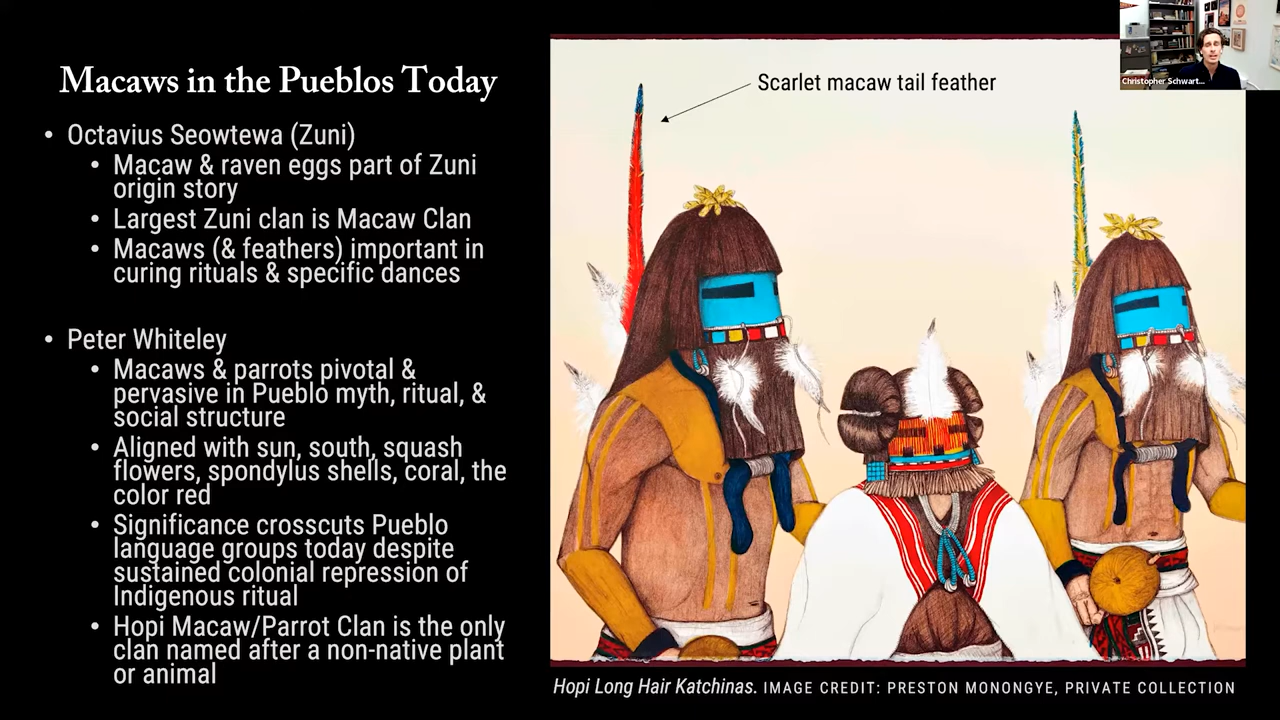 Macaws in the Pueblos Today
• Octavius Seowtewa (Zuni)
• Macaw & raven eggs part of Zuni
origin story
• Largest Zuni clan is Macaw Clan
• Macaws (& feathers) important in
curing rituals & specific dances
• Peter Whiteley
• Macaws & parrots pivotal &
pervasive in Pueblo myth, ritual, &
social structure
• Aligned with sun, south, squash
flowers, spondylus shells, coral, the
color red
• Significance crosscuts Pueblo
language groups today despite
sustained colonial repression of
Indigenous ritual
• Hopi Macaw/Parrot Clan is the only
clan named after a non-native plant
or animal
Scarlet macaw tail feather
Christopher Schwart...
Hopi Long Hair Katchinas. IMAGE CREDIT: PRESTON MONONGYE, PRIVATE COLLECTION